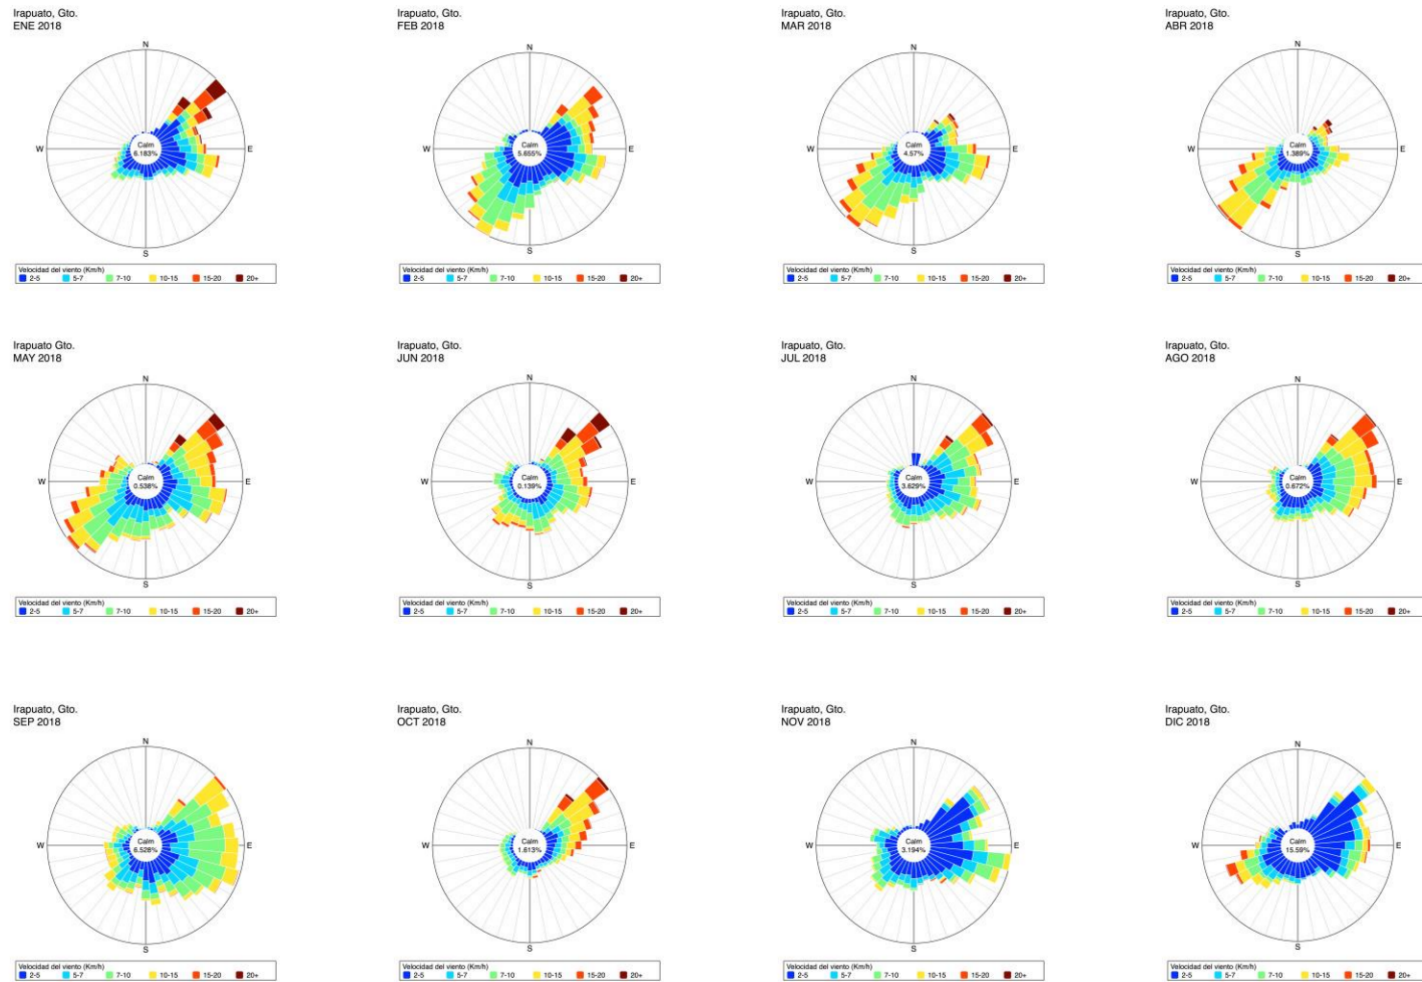 Irapuato, Gto.
ENE 2018
N
W
Calm
6.183%
E
S
Velocidad del viento (Km/h)
2-5 5-7 7-10 10-15 15-20 20+
Irapuato, Gto.
FEB 2018
N
W
Calm
5.655%
E
S
Velocidad del viento (Km/h)
2-5 5-7 7-10 10-15 15-20 20+
Irapuato, Gto.
MAR 2018
N
W
Calm
4.57%
E
S
Velocidad del viento (Km/h)
2-5 5-7 7-10 10-15 15-20 20+
Irapuato, Gto.
ABR 2018
N
W
Calm
1.389%
E
S
Velocidad del viento (Km/h)
2-5 5-7 7-10 10-15 15-20 20+
Irapuato Gto.
MAY 2018
N
W
Calm
0.538%
E
S
Velocidad del viento (Km/h)
2-5 5-7 7-10 10-15 15-20 20+
Irapuato, Gto.
JUN 2018
N
W
Calm
0.139%
E
S
Velocidad del viento (Km/h)
2-5 5-7 7-10 10-15 15-20 20+
Irapuato, Gto.
JUL 2018
N
W
Calm
3.629%
E
S
Velocidad del viento (Km/h)
2-5 5-7 7-10 10-15 15-20 20+
Irapuato, Gto.
AGO 2018
N
W
Calm
0.672%
E
S
Velocidad del viento (Km/h)
2-5 5-7 7-10 10-15 15-20 20+
Irapuato, Gto.
SEP 2018
N
W
Calm
6.528%
E
S
Velocidad del viento (Km/h)
2-5 5-7 7-10 10-15 15-20 20+
Irapuato, Gto.
OCT 2018
N
W
Calm
1.613%
E
S
Velocidad del viento (Km/h)
2-5 5-7 7-10 10-15 15-20 20+
Irapuato, Gto.
NOV 2018
N
W
Calm
3.194%
E
S
Velocidad del viento (Km/h)
2-5 5-7 7-10 10-15 15-20 20+
Irapuato, Gto.
DIC 2018
N
W
Calm
15.59%
E
S
Velocidad del viento (Km/h)
2-5 5-7 7-10 10-15 15-20 20+